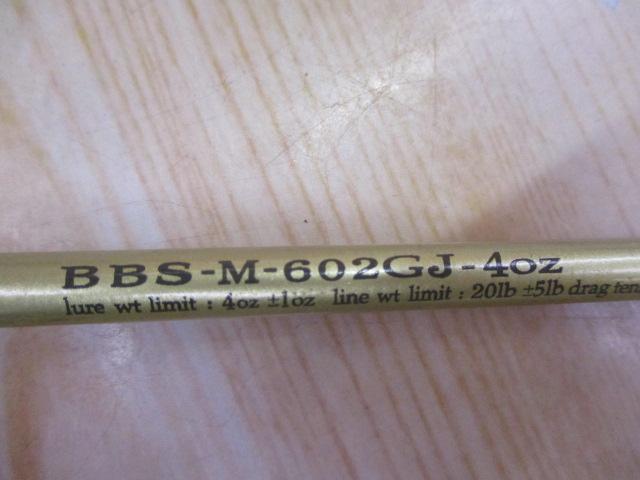 BBS-M-602GJ-4oz
lure wt limit : 4oz ±1oz line wt limit : 20lb ±5lb drag